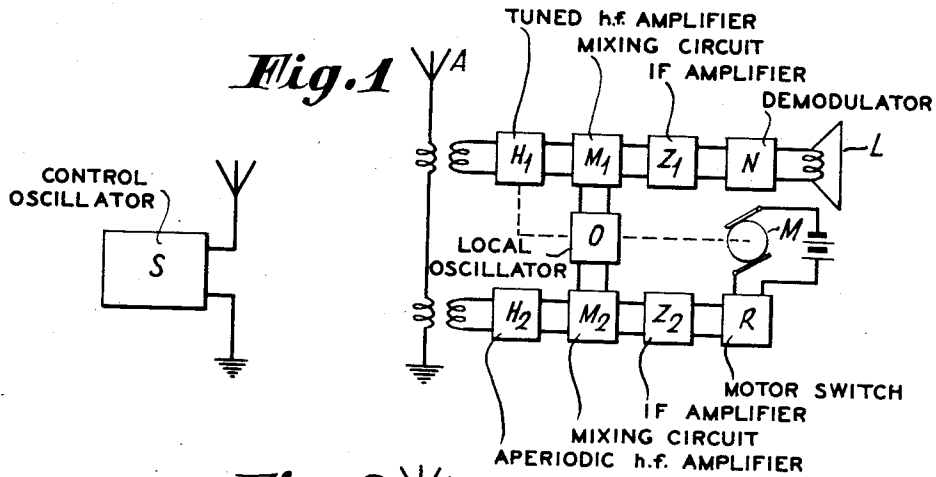 TUNED h.f. AMPLIFIER
MIXING CIRCUIT
IF AMPLIFIER
DEMODULATOR
Fig.1
A
H1
M1
Z1
N
L
CONTROL
OSCILLATOR
S
O
M
LOCAL
OSCILLATOR
H2
M2
Z2
R
MOTOR SWITCH
IF AMPLIFIER
MIXING CIRCUIT
APERIODIC h.f. AMPLIFIER